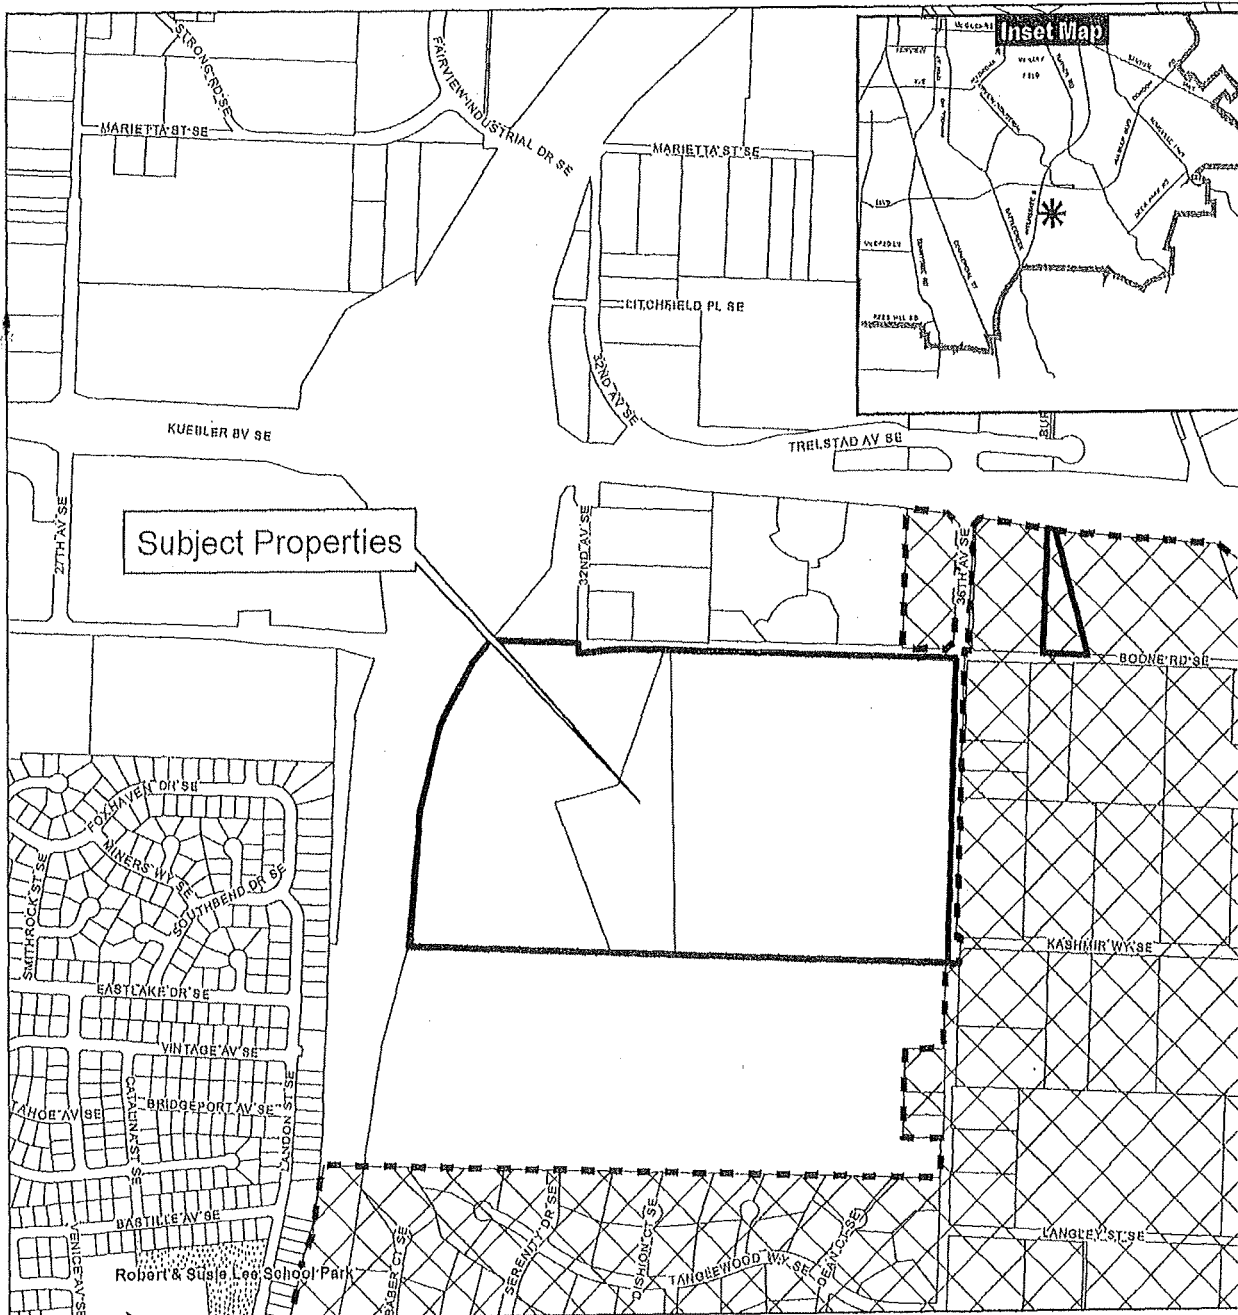 Inset Map
STRONG RD SE
FAIRVIEW INDUSTRIAL DR SE
MARIETTA ST SE
MARIETTA ST SE
LITCHFIELD PL SE
32ND AV SE
KUEBLER BV SE
TRELSTAD AV SE
27TH AV SE
Subject Properties
32ND AV SE
36TH AV SE
BOONE RD SE
FOXHAVEN DR SE
MINERS WY SE
SOUTHBEND DR SE
SMITHROCK ST SE
KASHMIR WY SE
EASTLAKE DR SE
VINTAGE AV SE
TAHOE AV SE
CATALINA ST SE
BRIDGEPORT AV SE
LANDON ST SE
BASTILLE AV SE
VENICE AV S
Robert & Susie Lee School Park
BABER CT SE
SERENITY DR SE
DISHION CT SE
TANGLEWOOD WY SE
DEAN CT SE
LANGLEY ST SE